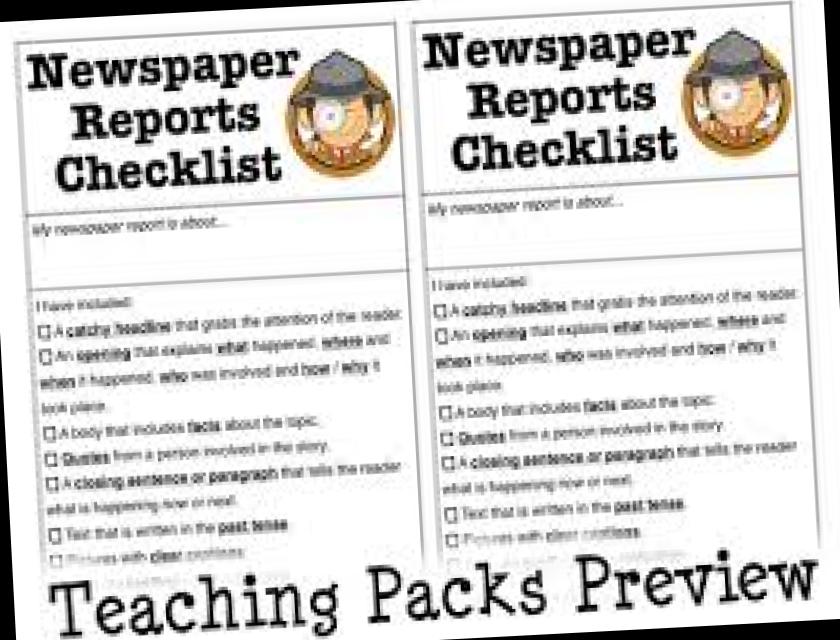 Newspaper
Reports
Checklist
My newspaper report is about...
I have included:
A catchy headline that grabs the attention of the reader.
An opening that explains what happened, where and
when it happened, who was involved and how / why it
took place.
A body that includes facts about the topic.
Quotes from a person involved in the story.
A closing sentence or paragraph that tells the reader
what is happening now or next.
Text that is written in the past tense.
Pictures with clear captions.
Newspaper
Reports
Checklist
My newspaper report is about...
I have included:
A catchy headline that grabs the attention of the reader.
An opening that explains what happened, where and
when it happened, who was involved and how / why it
took place.
A body that includes facts about the topic.
Quotes from a person involved in the story.
A closing sentence or paragraph that tells the reader
what is happening now or next.
Text that is written in the past tense.
Pictures with clear captions.
Teaching Packs Preview